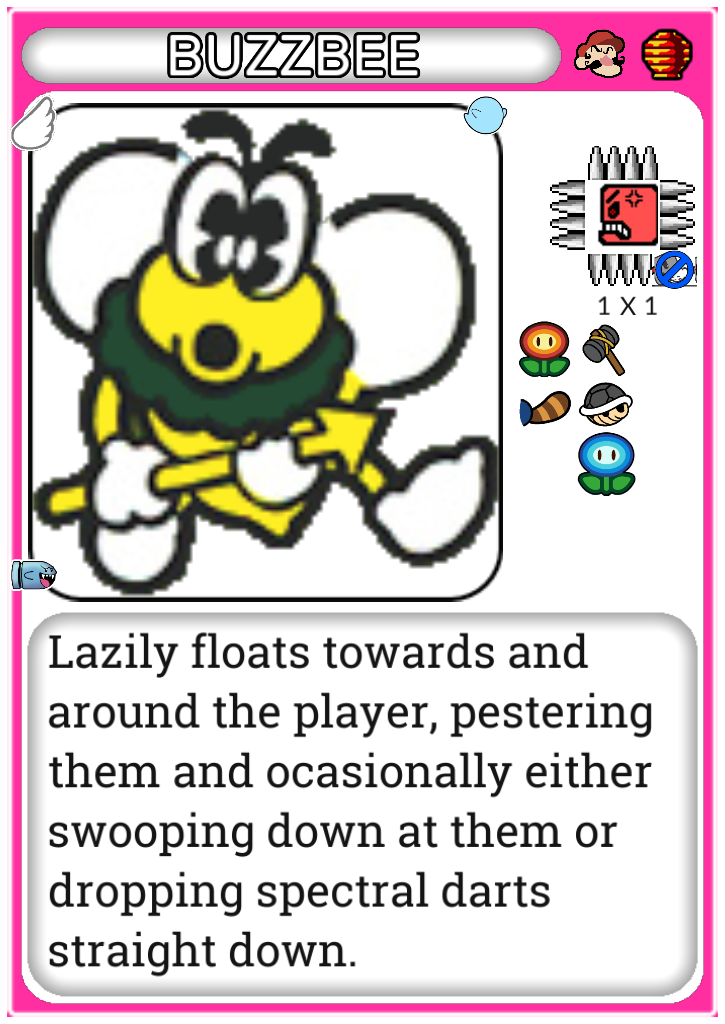 BUZZBEE
1 X 1
Lazily floats towards and
around the player, pestering
them and ocasionally either
swooping down at them or
dropping spectral darts
straight down.